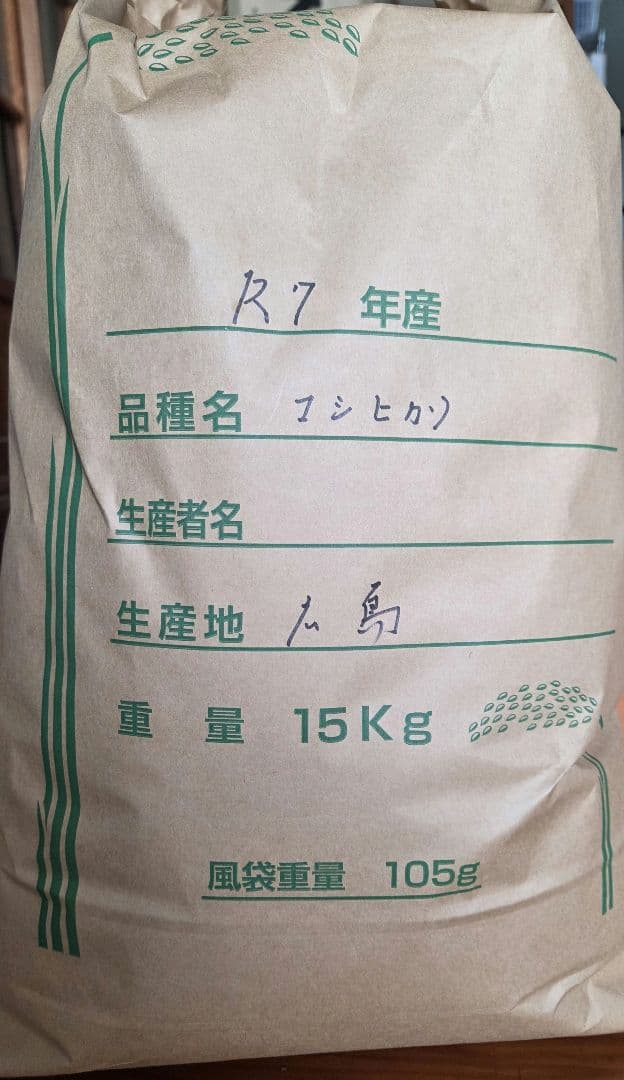 R7 年産
品種名 コシヒカリ
生産者名
生産地 広島
重量 15Kg
風袋重量 105g